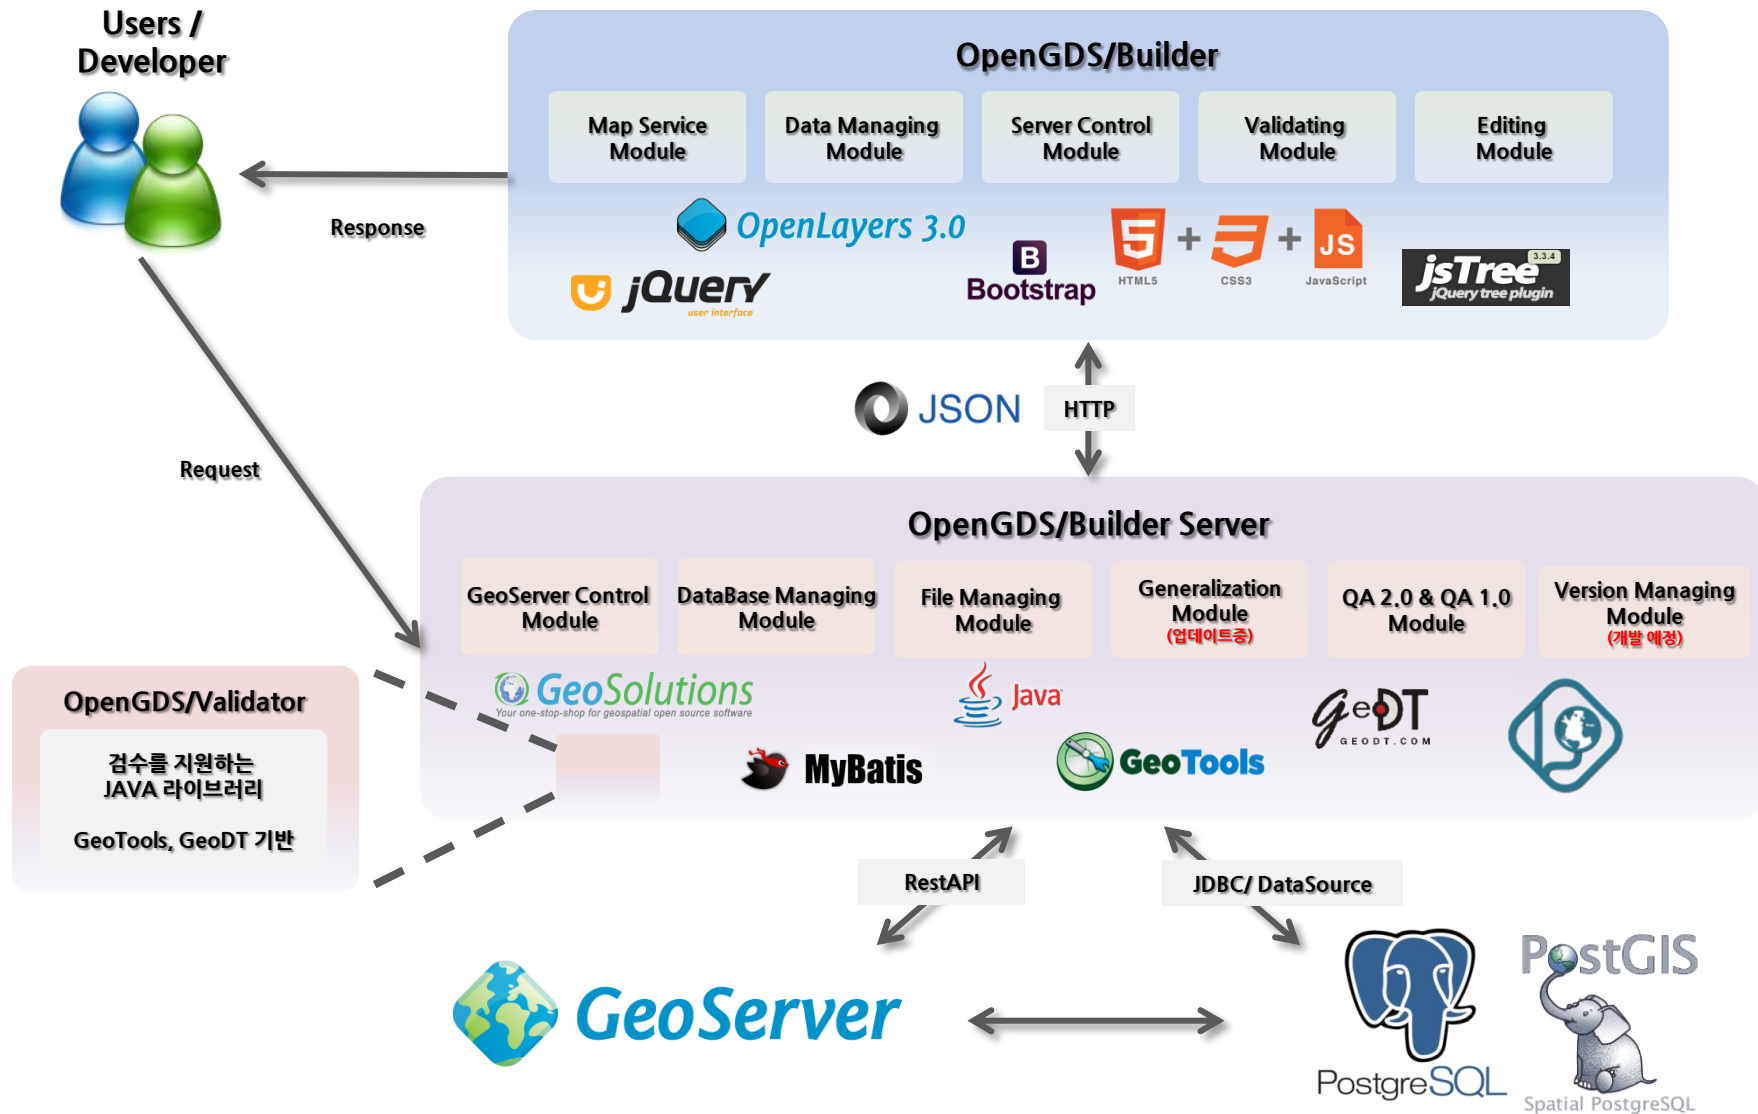 Users /
Developer
OpenGDS/Builder
Map Service
Module
Data Managing
Module
Server Control
Module
Validating
Module
Editing
Module
Response
OpenLayers 3.0
jQuery
user interface
B
Bootstrap
5
HTML5
+
3
CSS3
+
JS
JavaScript
3.3.4
jsTree
jQuery tree plugin
JSON
HTTP
Request
OpenGDS/Builder Server
GeoServer Control
Module
DataBase Managing
Module
File Managing
Module
Generalization
Module
(업데이트중)
QA 2.0 & QA 1.0
Module
Version Managing
Module
(개발 예정)
GeoSolutions
Your one-stop-shop for geospatial open source software
Java
GeoDT
GEODT.COM
MyBatis
GeoTools
OpenGDS/Validator
검수를 지원하는
JAVA 라이브러리
GeoTools, GeoDT 기반
RestAPI
JDBC/ DataSource
GeoServer
PostgreSQL
PostGIS
Spatial PostgreSQL